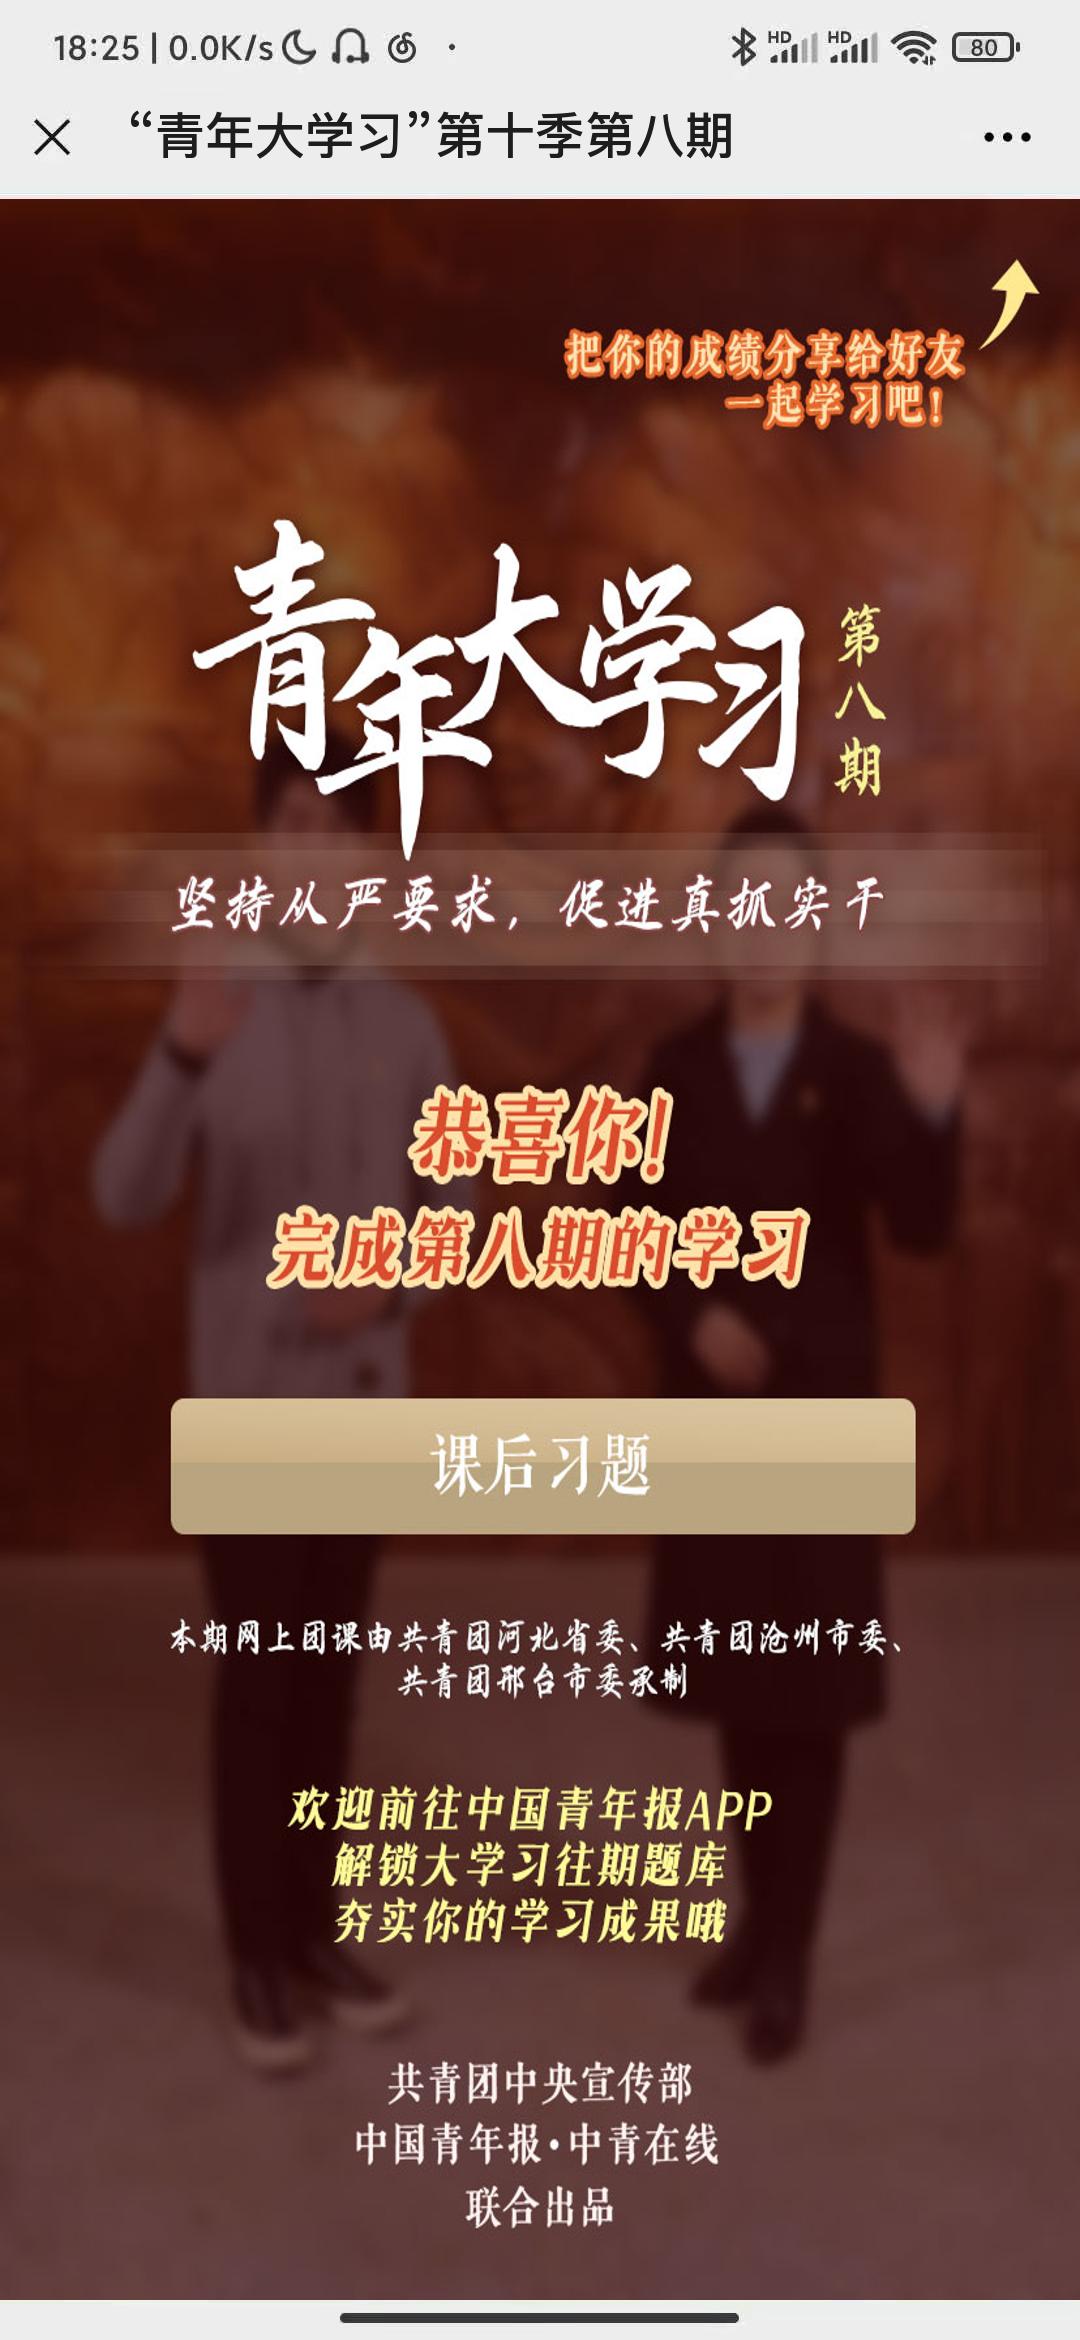 18:25 | 0.0K/s
HD HD 80
“青年大学习”第十季第八期
把你的成绩分享给好友
一起学习吧!
青年大学习
第八期
坚持从严要求，促进真抓实干
恭喜你!
完成第八期的学习
课后习题
本期网上团课由共青团河北省委、共青团沧州市委、
共青团邢台市委承制
欢迎前往中国青年报APP
解锁大学习往期题库
夯实你的学习成果哦
共青团中央宣传部
中国青年报·中青在线
联合出品